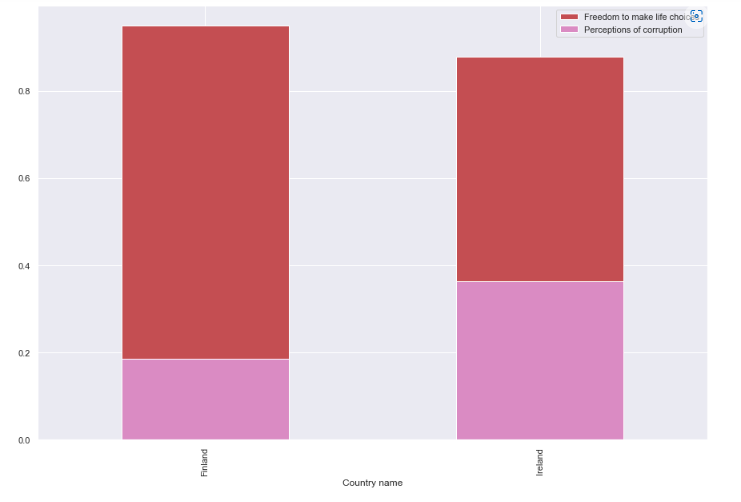 Freedom to make life choices
Perceptions of corruption
0.8
0.6
0.4
0.2
0.0
Finland
Ireland
Country name